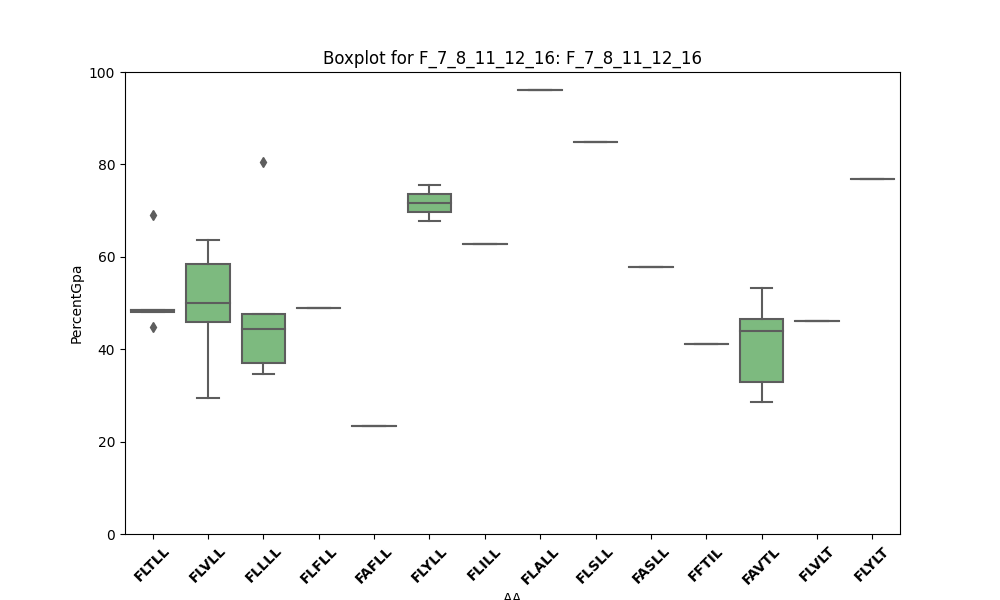 Boxplot for F_7_8_11_12_16: F_7_8_11_12_16
100
80
60
40
20
0
PercentGpa
FLTLL
FLVLL
FLLLL
FLFLL
FAFLL
FLYLL
FLILL
FLALL
FLSLL
FASLL
FFTIL
FAVTL
FLVLT
FLYLT
AA